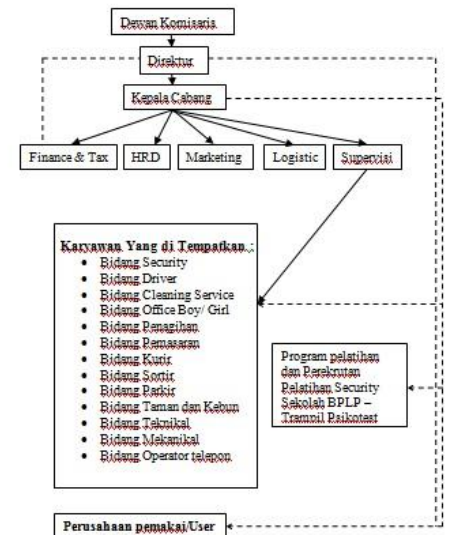 Dewan Komisaris
Direktur
Kepala Cabang
Finance & Tax
HRD
Marketing
Logistic
Supervisi
Karyawan Yang di Tempatkan :
• Bidang Security
• Bidang Driver
• Bidang Cleaning Service
• Bidang Office Boy/ Girl
• Bidang Penagihan
• Bidang Pemasaran
• Bidang Kurir
• Bidang Sortir
• Bidang Parkir
• Bidang Taman dan Kebun
• Bidang Teknikal
• Bidang Mekanikal
• Bidang Operator telepon
Program pelatihan
dan Perekrutan
Pelatihan Security
Sekolah BPLP –
Trampil Psikotest
Perusahaan pemakai/User